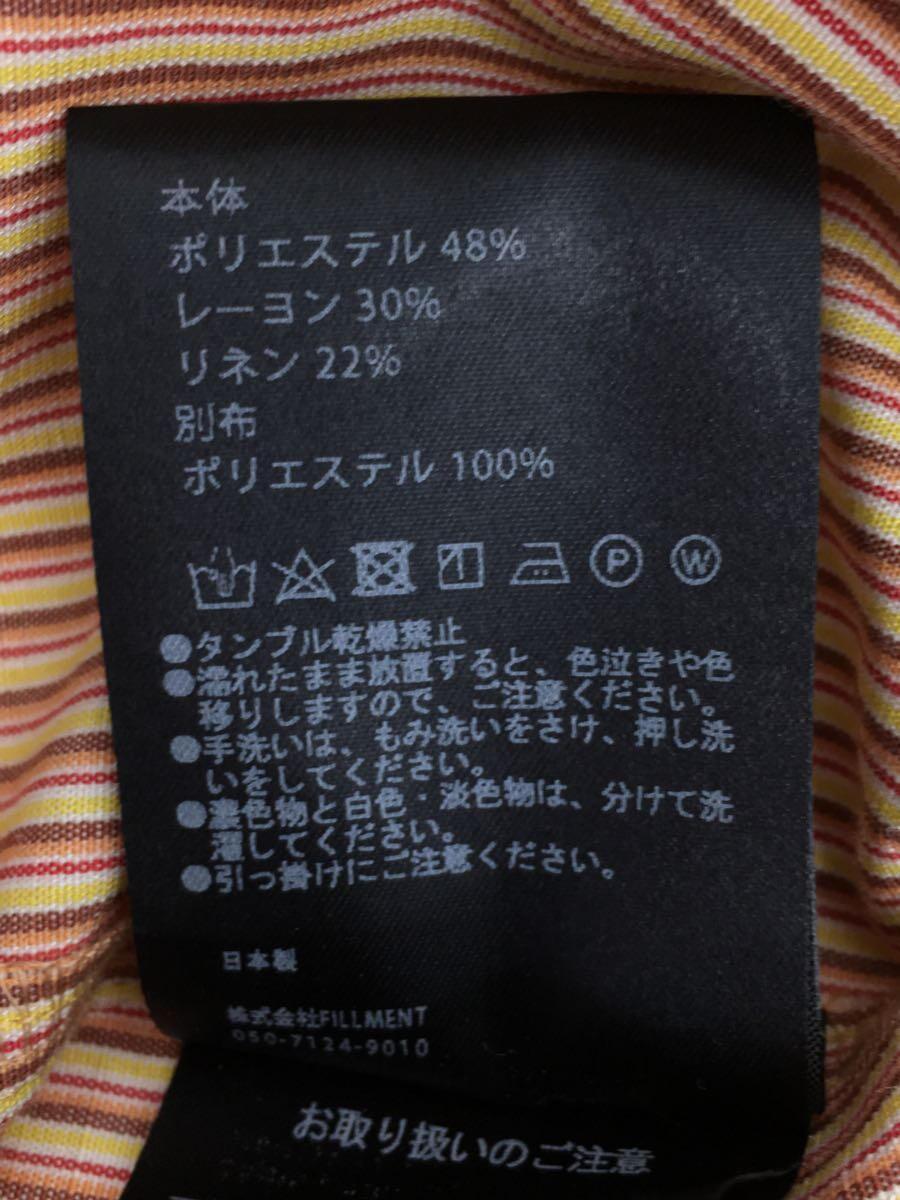 本体
ポリエステル 48%
レーヨン 30%
リネン 22%
別布
ポリエステル 100%
P W
●タンブル乾燥禁止
●濡れたまま放置すると、色泣きや色
移りしますので、ご注意ください。
●手洗いは、もみ洗いをさけ、押し洗
いをしてください。
●濃色物と白色・淡色物は、分けて洗
濯してください。
●引っ掛けにご注意ください。
日本製
株式会社FILLMENT
050-7124-9010
お取り扱いのご注意